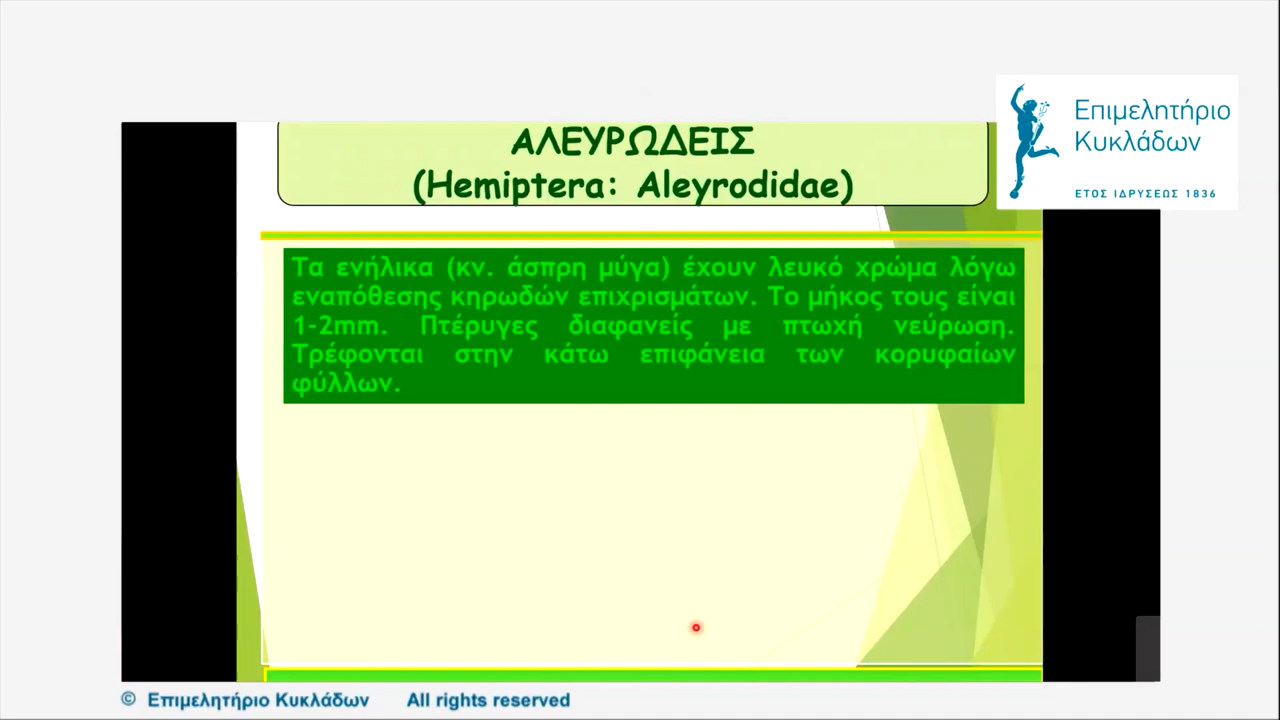 ΑΛΕΥΡΩΔΕΙΣ
(Hemiptera: Aleyrodidae)
Επιμελητήριο
Κυκλάδων
ΕΤΟΣ ΙΔΡΥΣΕΩΣ 1836
Τα ενήλικα (κν. άσπρη μύγα) έχουν λευκό χρώμα λόγω
εναπόθεσης κηρωδών επιχρισμάτων. Το μήκος τους είναι
1-2mm. Πτέρυγες διαφανείς με πτωχή νεύρωση.
Τρέφονται στην κάτω επιφάνεια των κορυφαίων
φύλλων.
© Επιμελητήριο Κυκλάδων All rights reserved